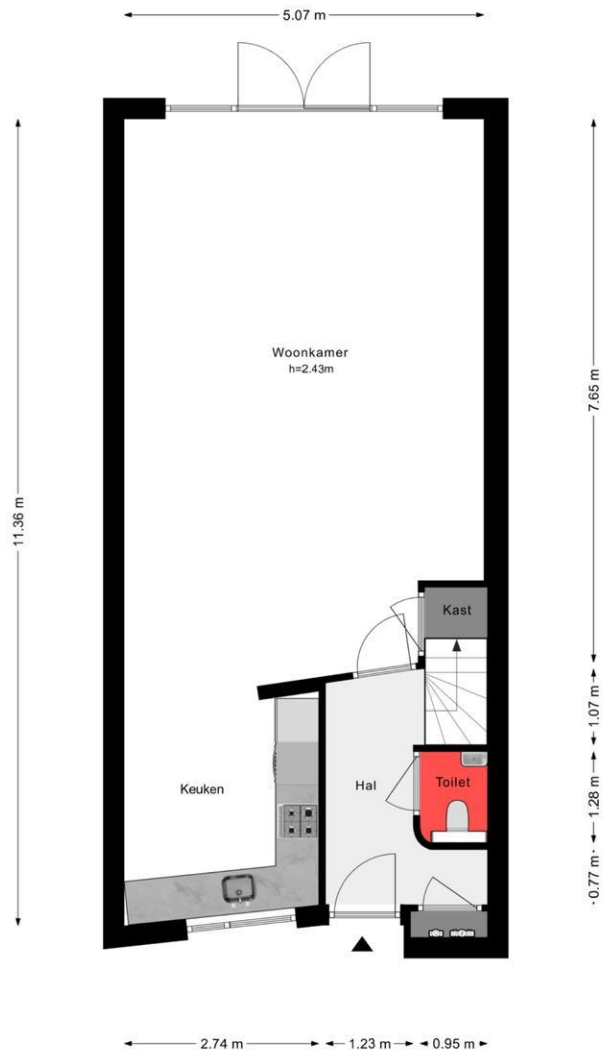 5.07 m
Woonkamer
h=2.43m
7.65 m
11.36 m
Kast
1.07 m
Keuken
Hal
Toilet
1.28 m
0.77 m
2.74 m
1.23 m
0.95 m